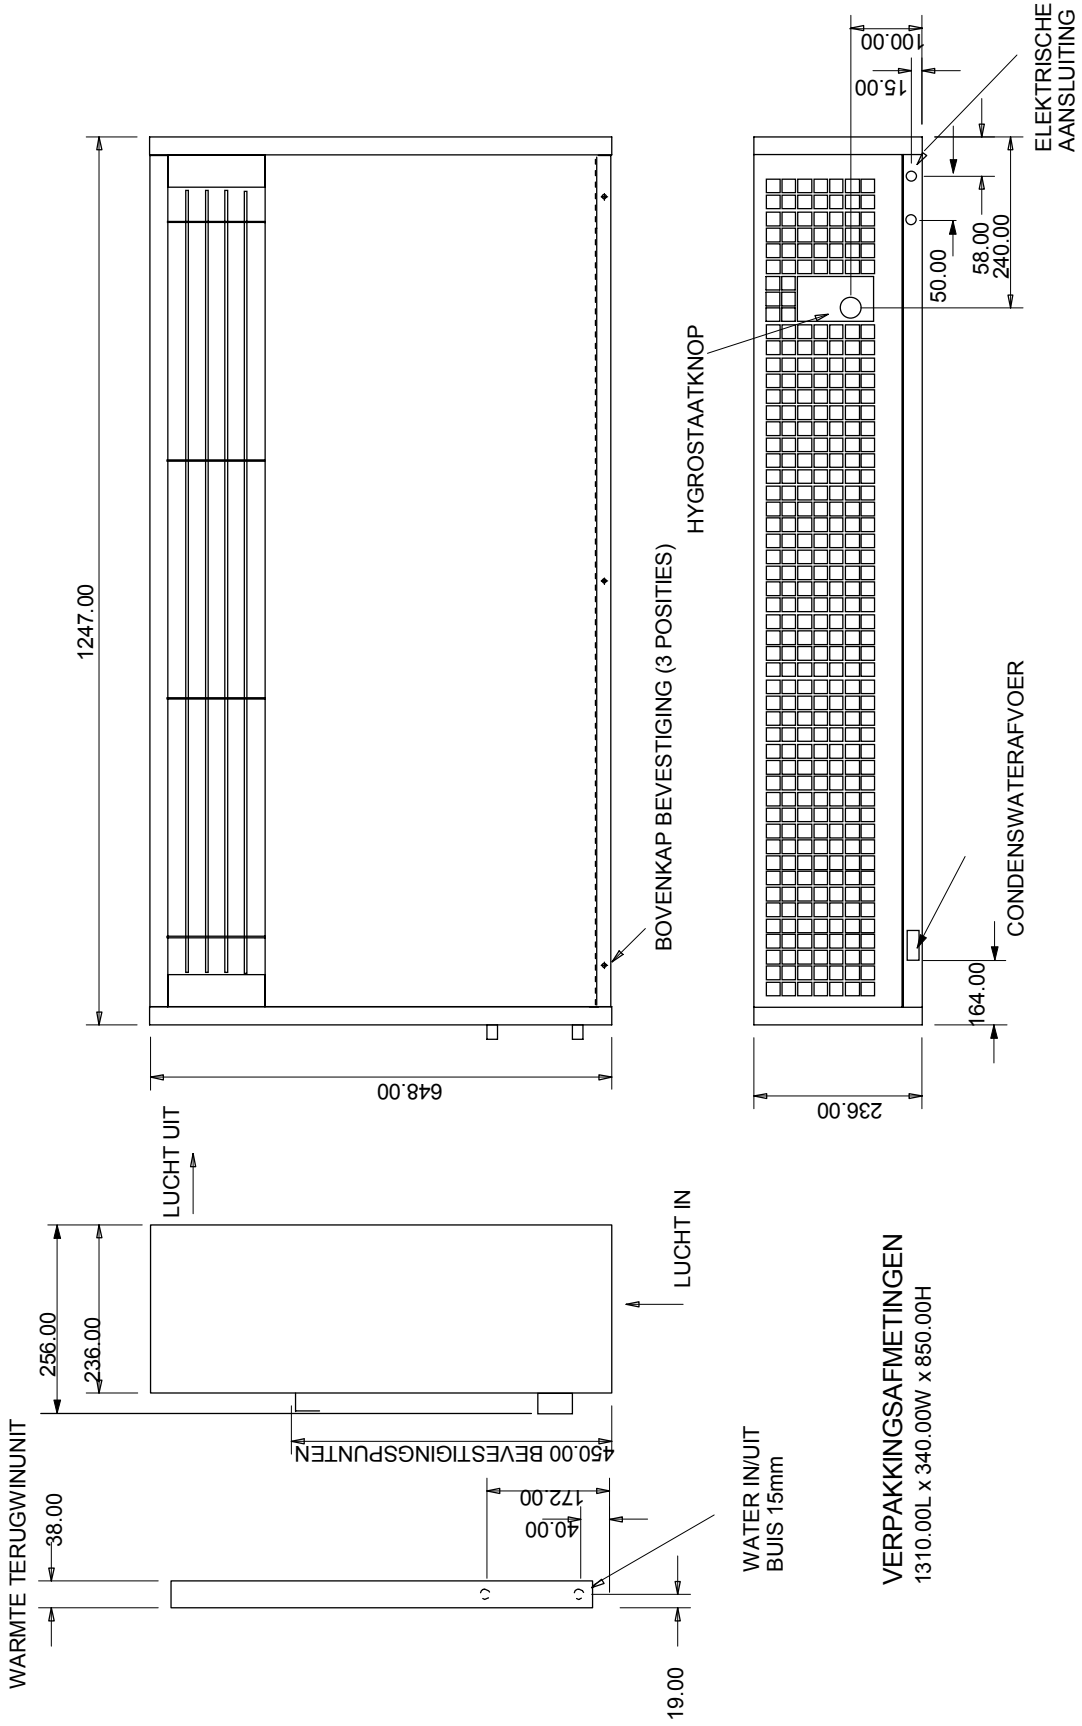 WARMTE TERUGWINUNIT
38.00
19.00
WATER IN/UIT
BUIS 15mm
40.00
172.00
450.00 BEVESTIGINGSPUNTEN
256.00
236.00
LUCHT UIT
LUCHT IN
648.00
1247.00
BOVENKAP BEVESTIGING (3 POSITIES)
HYGROSTAATKNOP
236.00
164.00
CONDENSWATERAFVOER
50.00
58.00
240.00
15.00
100.00
ELEKTRISCHE
AANSLUITING
VERPAKKINGSAFMETINGEN
1310.00L x 340.00W x 850.00H